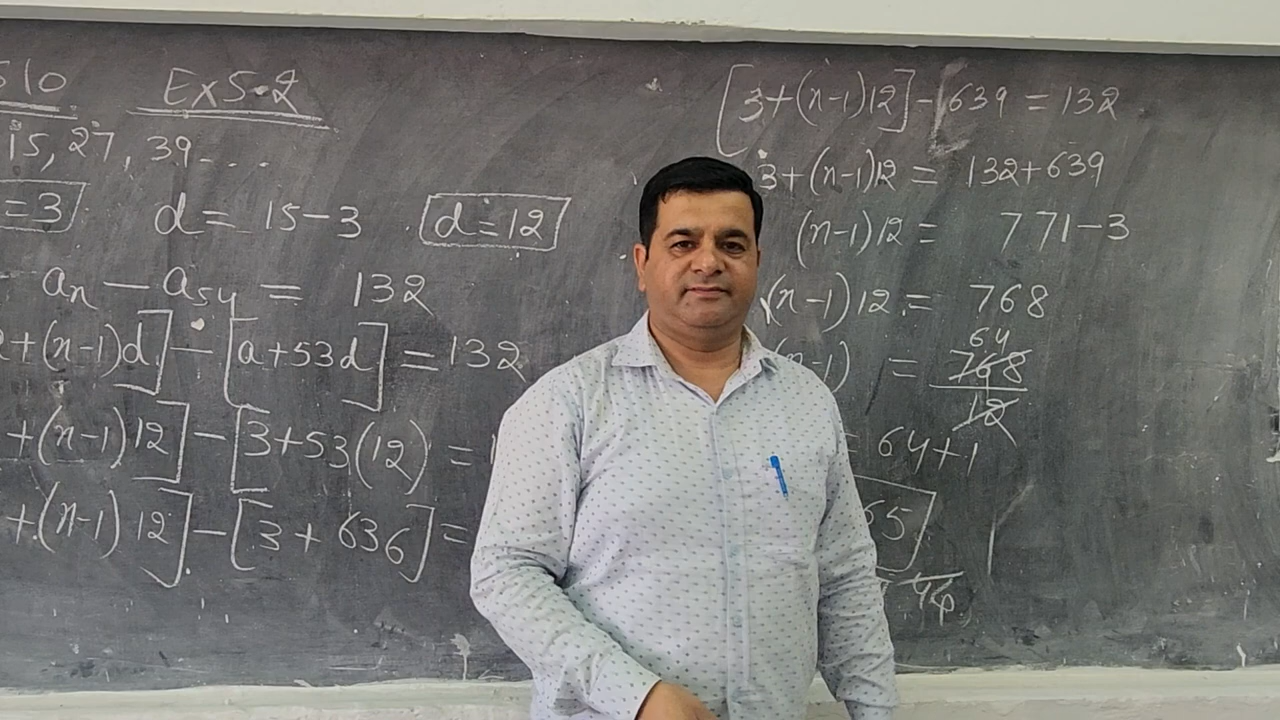 510 Ex 5.2
15, 27, 39....
=3 d = 15-3 d=12
an - a54 = 132
+(n-1)d] - [a+53d] = 132
+(n-1)12] - [3+53(12) =
+(n-1)12] - [3+636] =
[3+(n-1)12] - 639 = 132
3+(n-1)12 = 132+639
(n-1)12 = 771-3
(n-1)12 = 768
64
(n-1) = 768
12
= 64+1
65